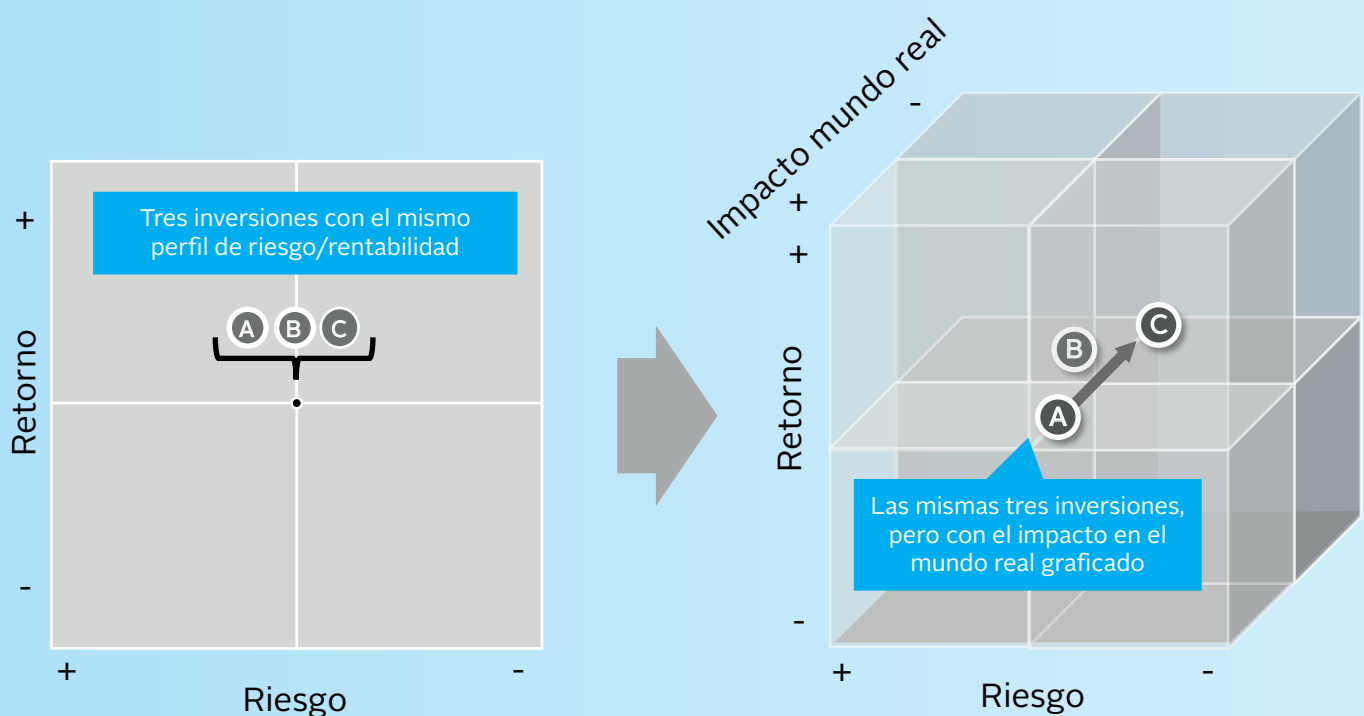 Tres inversiones con el mismo
perfil de riesgo/rentabilidad
A B C
+
Retorno
-
+
-
Riesgo
Impacto mundo real
-
+
+
Retorno
-
C
B
A
Las mismas tres inversiones,
pero con el impacto en el
mundo real graficado
+
-
Riesgo